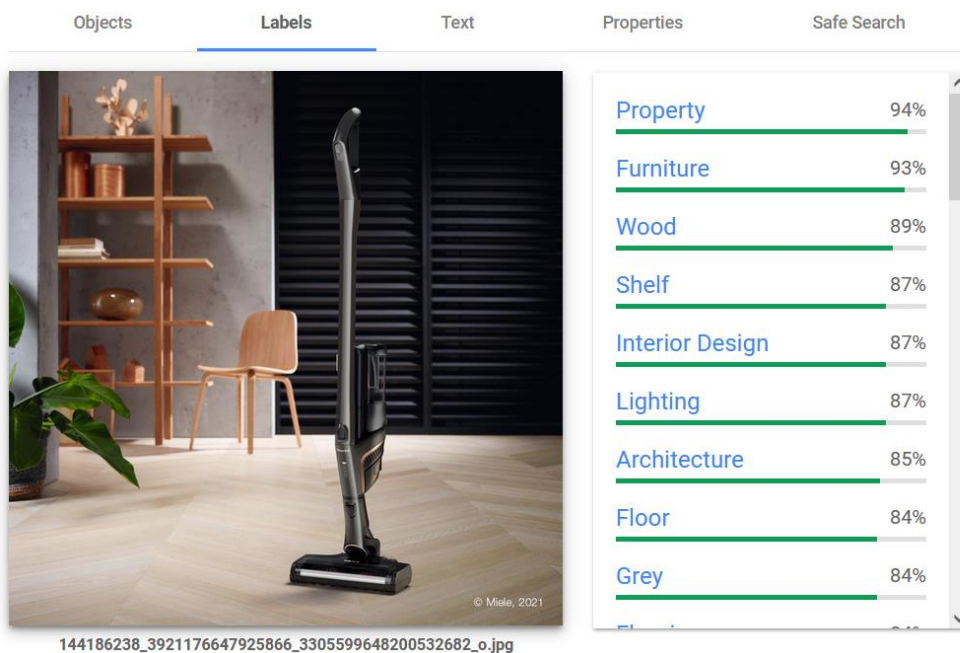 Objects Labels Text Properties Safe Search
Property 94%
Furniture 93%
Wood 89%
Shelf 87%
Interior Design 87%
Lighting 87%
Architecture 85%
Floor 84%
Grey 84%
© Miele, 2021
144186238_3921176647925866_3305599648200532682_o.jpg